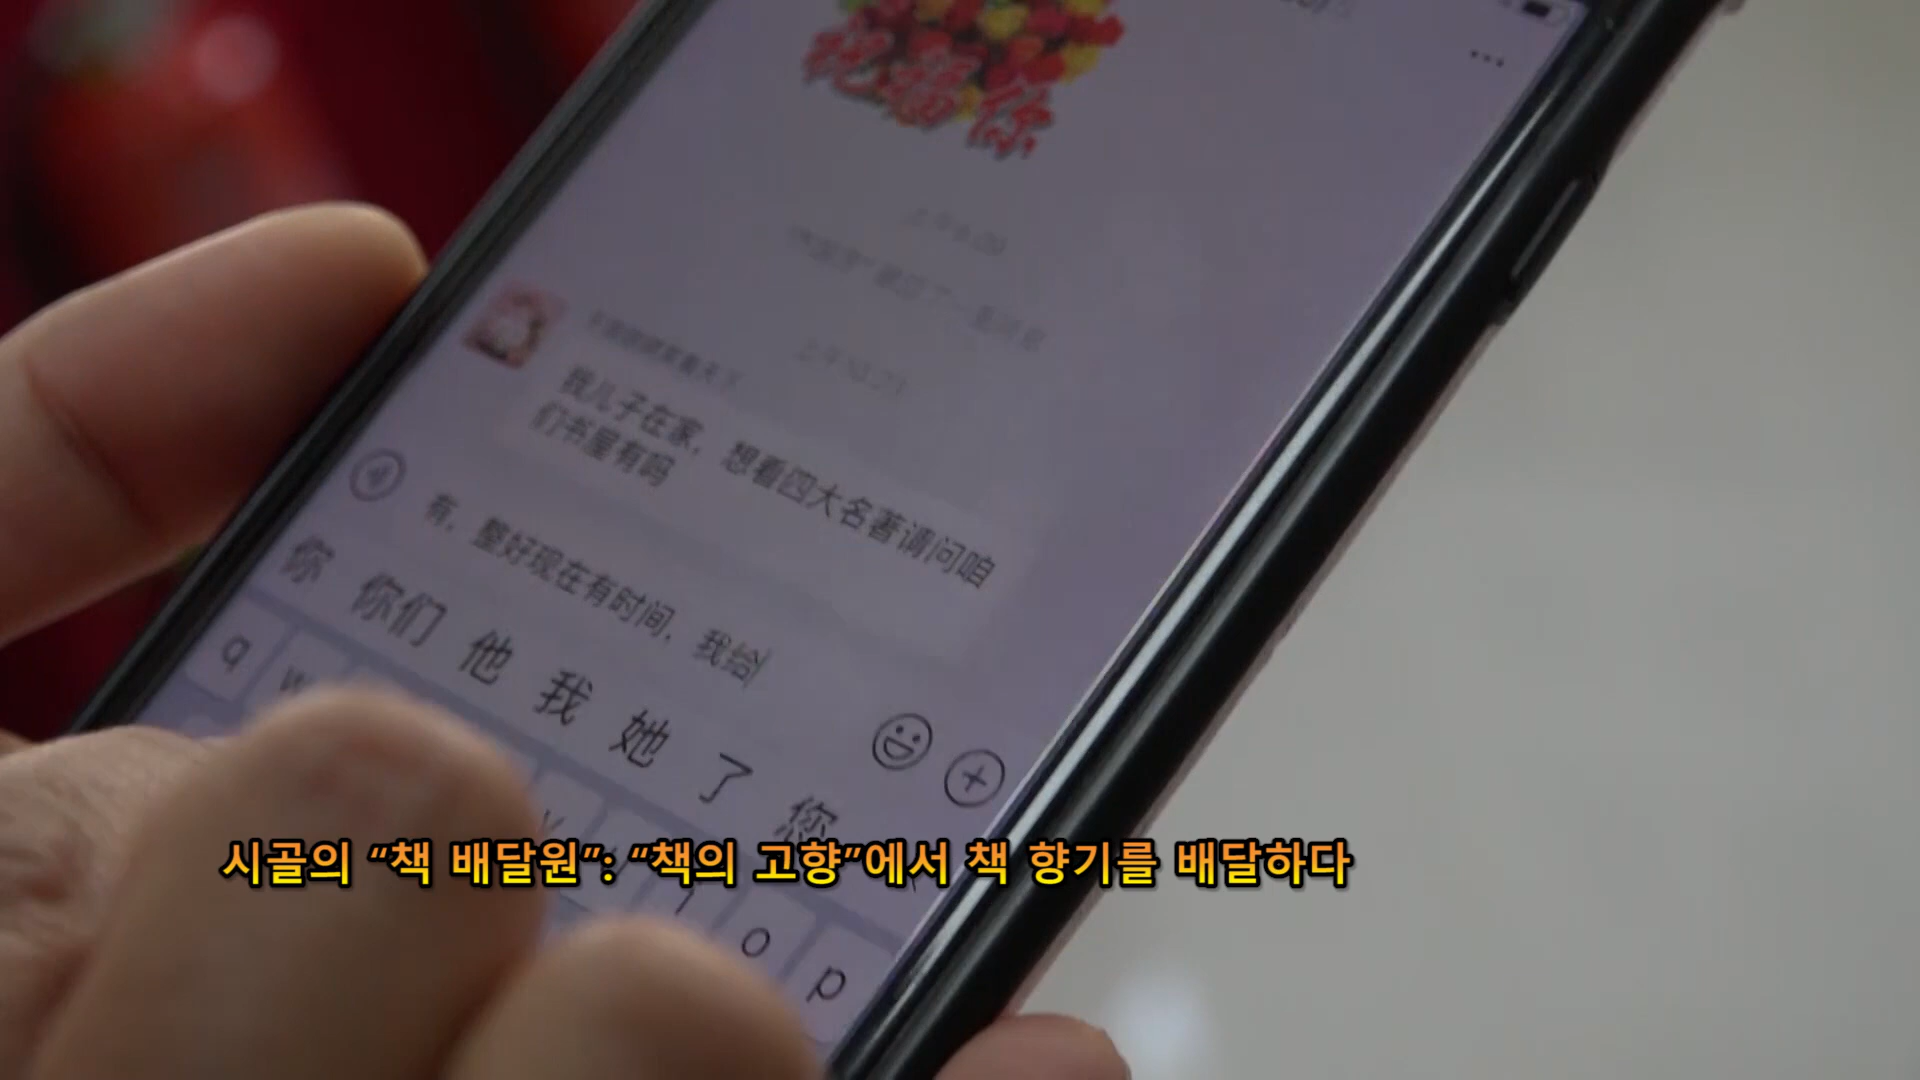 祝福你
我儿子在家，想看四大名著请问咱
们书屋有吗
有，整好现在有时间，我给
你 你们 他 我 她 了 您
q w
o p
시골의 “책 배달원”: “책의 고향”에서 책 향기를 배달하다